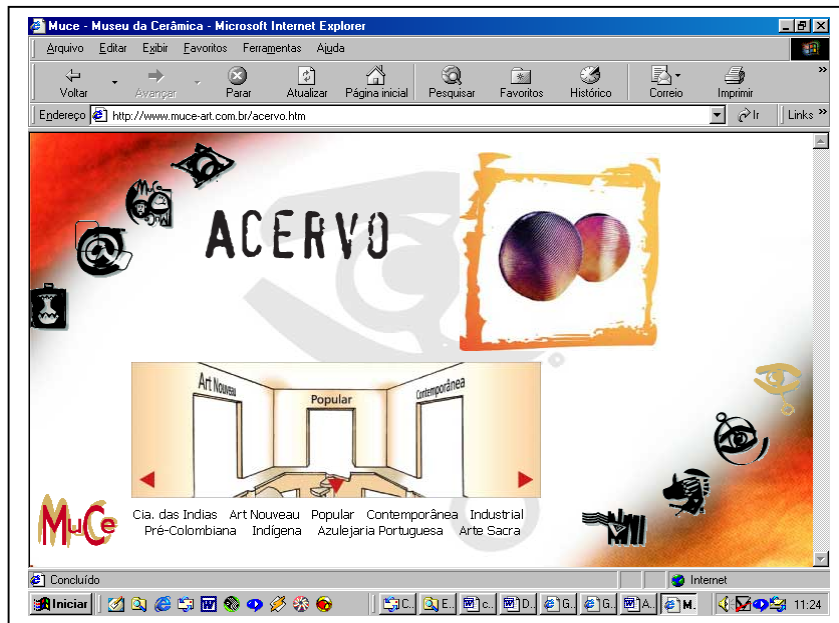 Muce - Museu da Cerâmica - Microsoft Internet Explorer
Arquivo Editar Exibir Favoritos Ferramentas Ajuda
Voltar Avançar Parar Atualizar Página inicial Pesquisar Favoritos Histórico Correio Imprimir
Endereço http://www.muce-art.com.br/acervo.htm Ir Links
ACERVO
Art Nouveau Popular Contemporânea
Cia. das Indias Art Nouveau Popular Contemporânea Industrial
Pré-Colombiana Indígena Azulejaria Portuguesa Arte Sacra
MuCe
Concluído Internet
Iniciar C.. E.. c.. D.. G.. G.. A.. M. 11:24